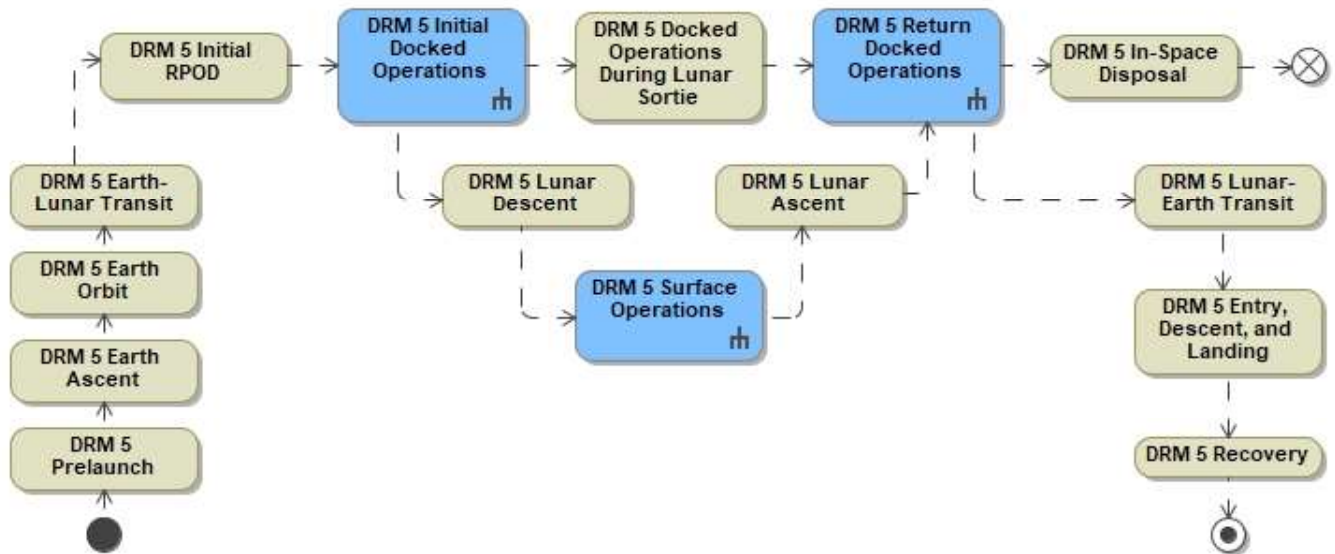 DRM 5 Initial
RPOD
DRM 5 Initial
Docked
Operations
DRM 5 Docked
Operations
During Lunar
Sortie
DRM 5 Return
Docked
Operations
DRM 5 In-Space
Disposal
DRM 5 Earth-
Lunar Transit
DRM 5 Lunar
Descent
DRM 5 Lunar
Ascent
DRM 5 Lunar-
Earth Transit
DRM 5 Earth
Orbit
DRM 5 Surface
Operations
DRM 5 Entry,
Descent, and
Landing
DRM 5 Earth
Ascent
DRM 5
Prelaunch
DRM 5 Recovery